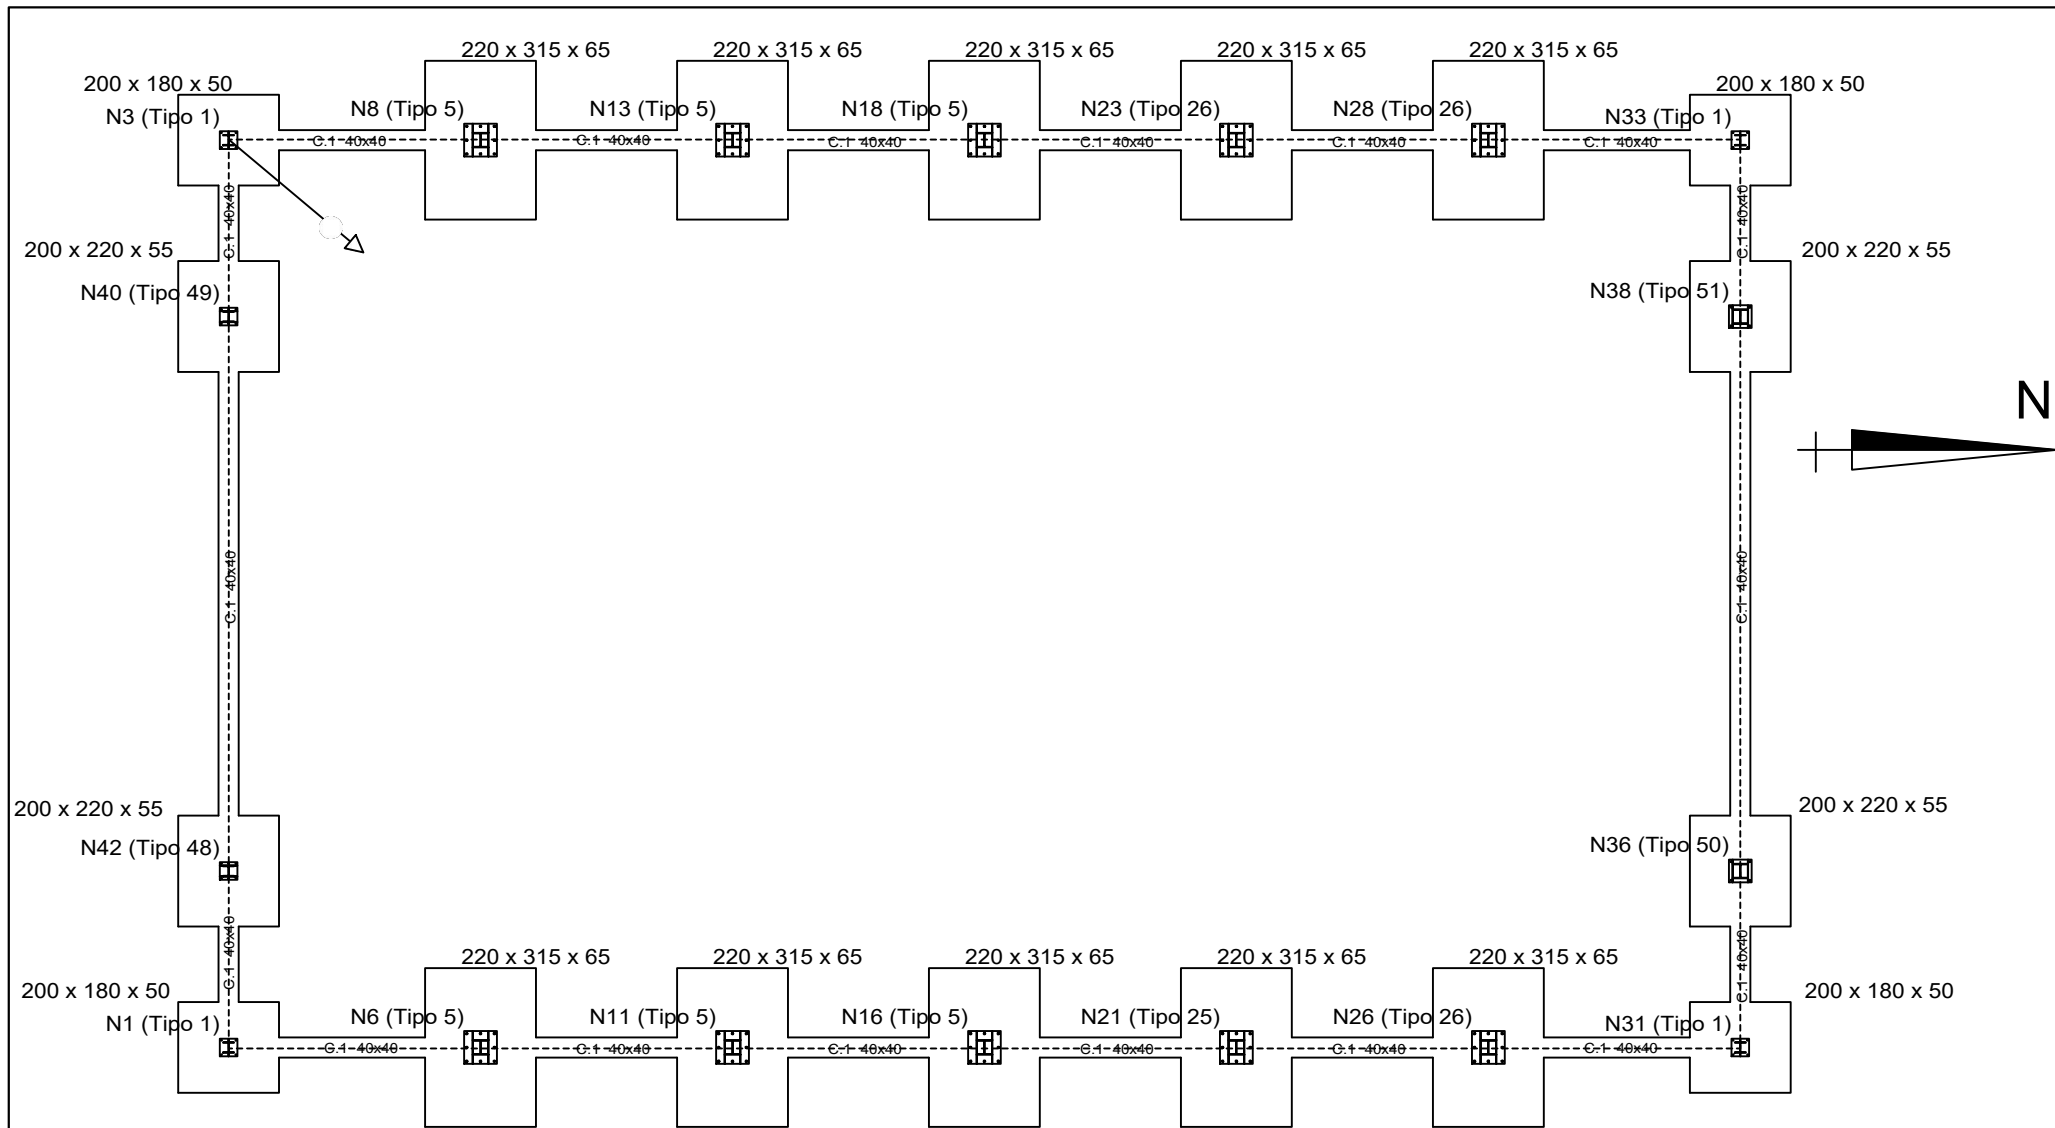 220 x 315 x 65
220 x 315 x 65
220 x 315 x 65
220 x 315 x 65
220 x 315 x 65
200 x 180 x 50
200 x 180 x 50
N3 (Tipo 1)
N8 (Tipo 5)
N13 (Tipo 5)
N18 (Tipo 5)
N23 (Tipo 26)
N28 (Tipo 26)
N33 (Tipo 1)
C.1 40x40
C.1 40x40
C.1 40x40
C.1 40x40
C.1 40x40
C.1 40x40
C.1 40x40
C.1 40x40
200 x 220 x 55
200 x 220 x 55
N40 (Tipo 49)
N38 (Tipo 51)
N
C.1 40x40
C.1 40x40
200 x 220 x 55
200 x 220 x 55
N42 (Tipo 48)
N36 (Tipo 50)
C.1 40x40
C.1 40x40
220 x 315 x 65
220 x 315 x 65
220 x 315 x 65
220 x 315 x 65
220 x 315 x 65
200 x 180 x 50
200 x 180 x 50
N1 (Tipo 1)
N6 (Tipo 5)
N11 (Tipo 5)
N16 (Tipo 5)
N21 (Tipo 25)
N26 (Tipo 26)
N31 (Tipo 1)
C.1 40x40
C.1 40x40
C.1 40x40
C.1 40x40
C.1 40x40
C.1 40x40